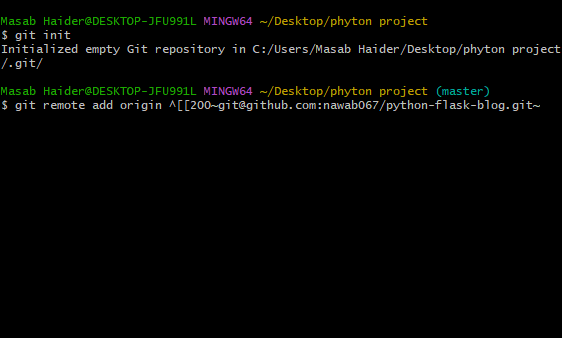 Masab Haider@DESKTOP-JFU991L MINGW64 ~/Desktop/phyton project
$ git init
Initialized empty Git repository in C:/Users/Masab Haider/Desktop/phyton project
/.git/
Masab Haider@DESKTOP-JFU991L MINGW64 ~/Desktop/phyton project (master)
$ git remote add origin ^[[200~git@github.com:nawab067/python-flask-blog.git~